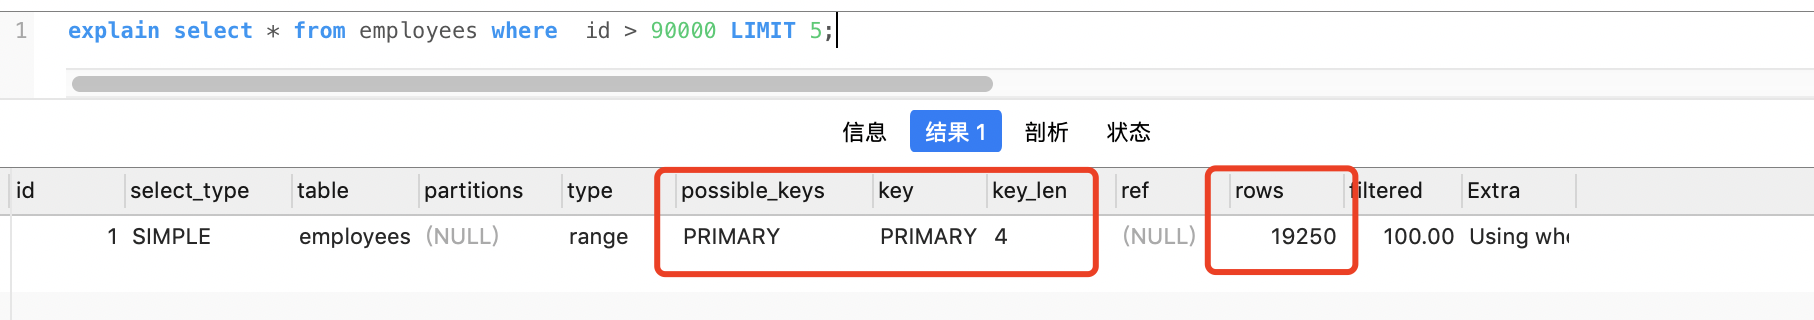 1 explain select * from employees where id > 90000 LIMIT 5;
信息 结果 1 剖析 状态
id select_type table partitions type possible_keys key key_len ref rows filtered Extra
1 SIMPLE employees (NULL) range PRIMARY PRIMARY 4 (NULL) 19250 100.00 Using